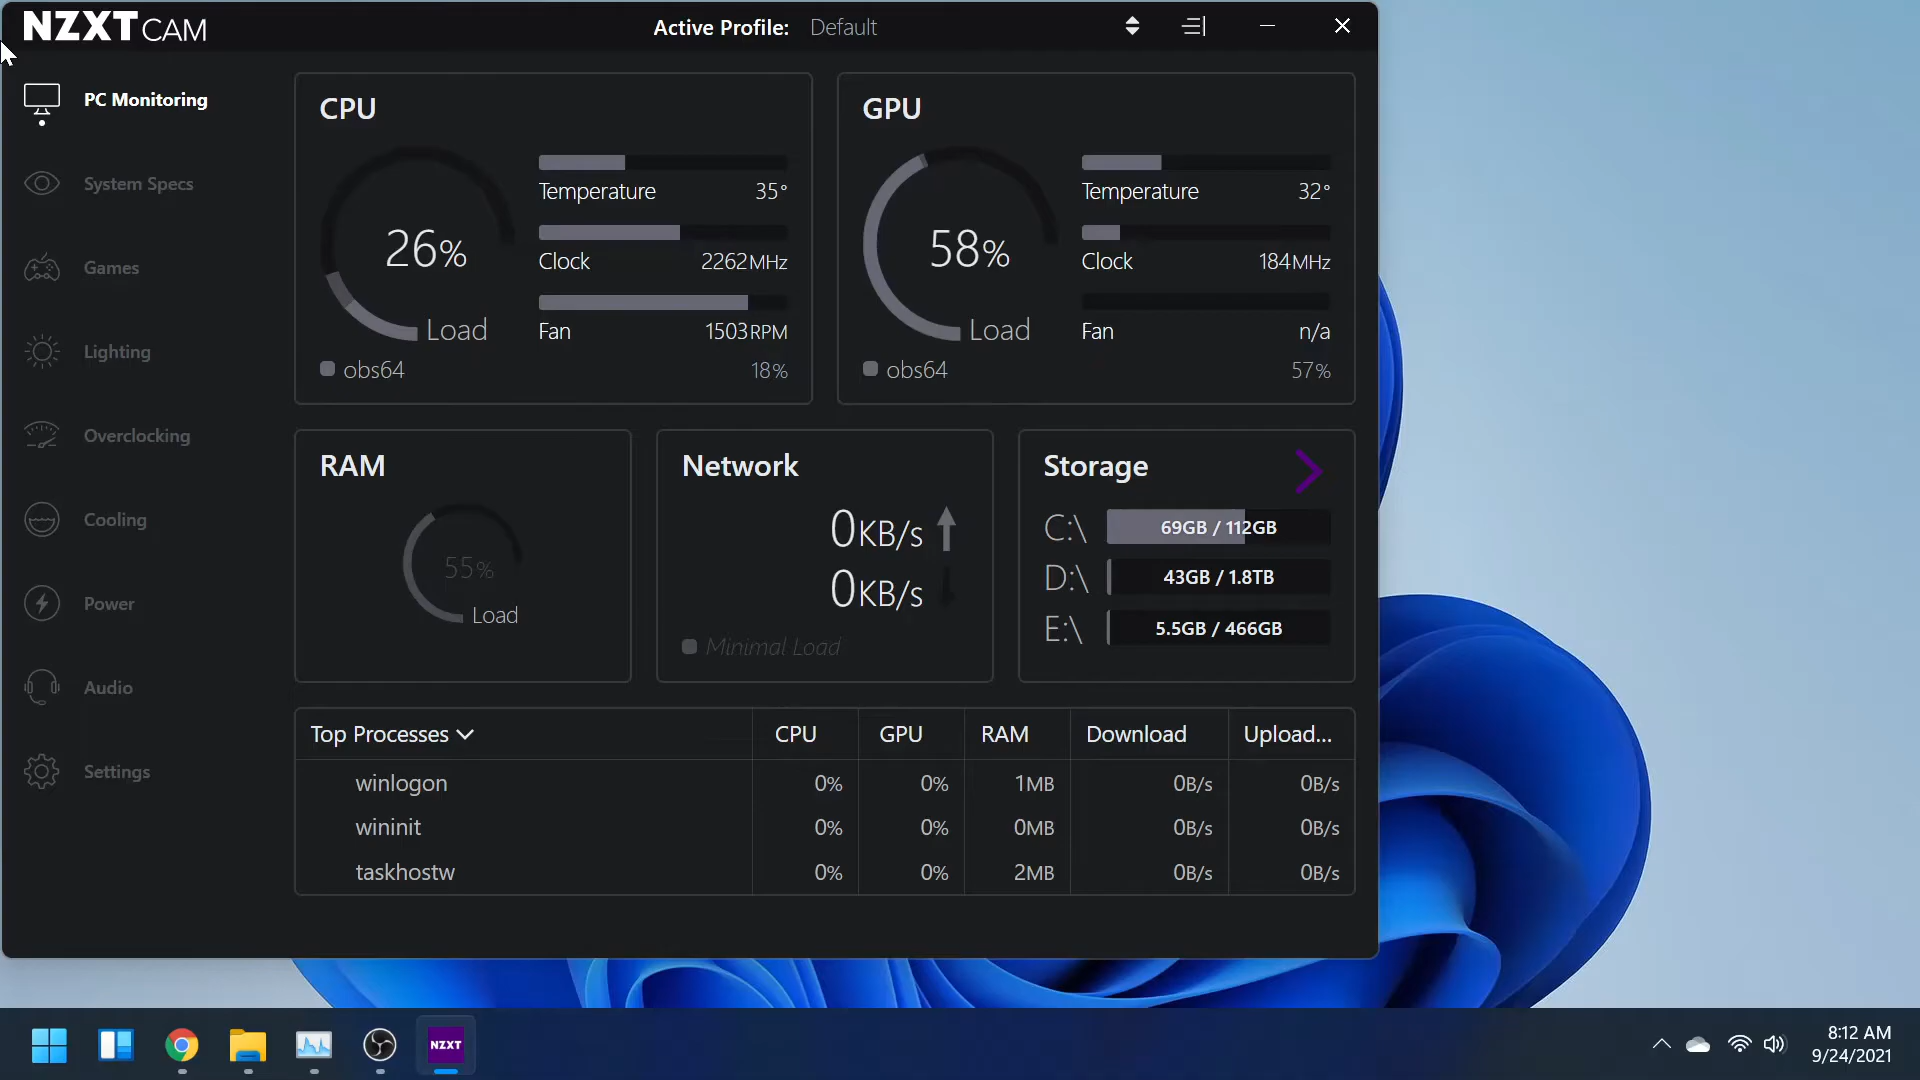 NZXT CAM
Active Profile: Default
PC Monitoring
System Specs
Games
Lighting
Overclocking
Cooling
Power
Audio
Settings
CPU
26%
Load
Temperature 35°
Clock 2262MHz
Fan 1503RPM
obs64 18%
GPU
58%
Load
Temperature 32°
Clock 184MHz
Fan n/a
obs64 57%
RAM
55%
Load
Network
0KB/s
0KB/s
Minimal Load
Storage
C:\ 69GB / 112GB
D:\ 43GB / 1.8TB
E:\ 5.5GB / 466GB
Top Processes CPU GPU RAM Download Upload...
winlogon 0% 0% 1MB 0B/s 0B/s
wininit 0% 0% 0MB 0B/s 0B/s
taskhostw 0% 0% 2MB 0B/s 0B/s
NZXT
8:12 AM
9/24/2021